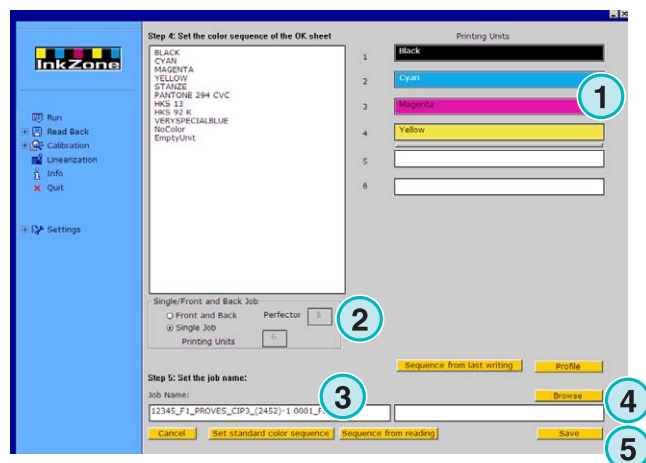 Step 4: Set the color sequence of the OK sheet
Printing Units
InkZone
Run
Read Back
Calibration
Linearization
Info
Quit
Settings
BLACK
CYAN
MAGENTA
YELLOW
STANZE
PANTONE 294 CVC
HKS 13
HKS 92 K
VERYSPECIALBLUE
NoColor
EmptyUnit
1 Black
2 Cyan
3 Magenta
4 Yellow
5
6
1
Single/Front and Back Job
Front and Back Perfector 5
Single Job
Printing Units 6
2
Sequence from last writing Profile
Step 5: Set the job name:
Job Name:
3
Browse
12345_F1_PROVES_CIP3_(2452)-1 0001_F
4
Cancel Set standard color sequence Sequence from reading Save
5